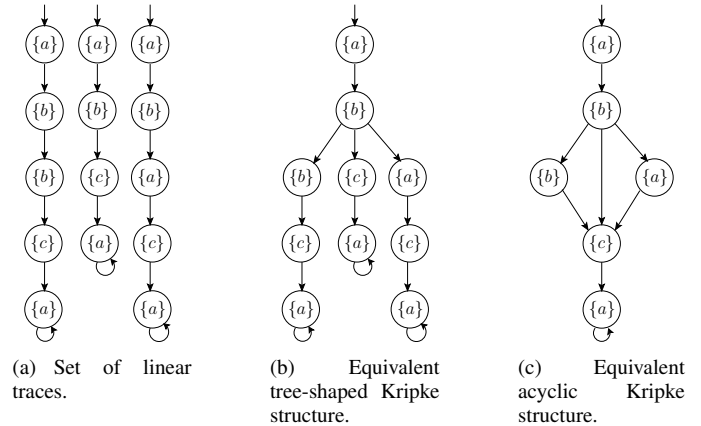 {a} {a} {a} {a} {a}
{b} {b} {b} {b} {b}
{b} {c} {a} {b} {c} {a} {b} {a}
{c} {a} {c} {c} {a} {c} {c}
{a} {a} {a} {a} {a}
(a) Set of linear
traces.
(b) Equivalent
tree-shaped Kripke
structure.
(c) Equivalent
acyclic Kripke
structure.